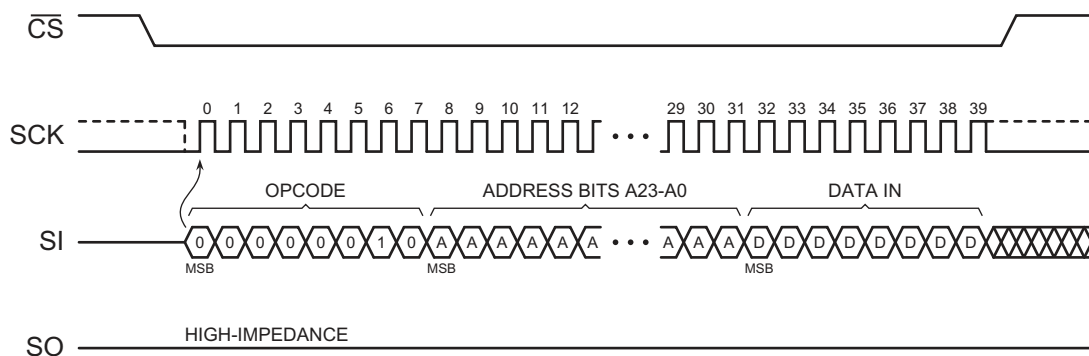 CS
0 1 2 3 4 5 6 7 8 9 10 11 12 29 30 31 32 33 34 35 36 37 38 39
SCK
OPCODE ADDRESS BITS A23-A0 DATA IN
SI 0 0 0 0 0 0 1 0 A A A A A A A A A D D D D D D D D
MSB MSB MSB
HIGH-IMPEDANCE
SO